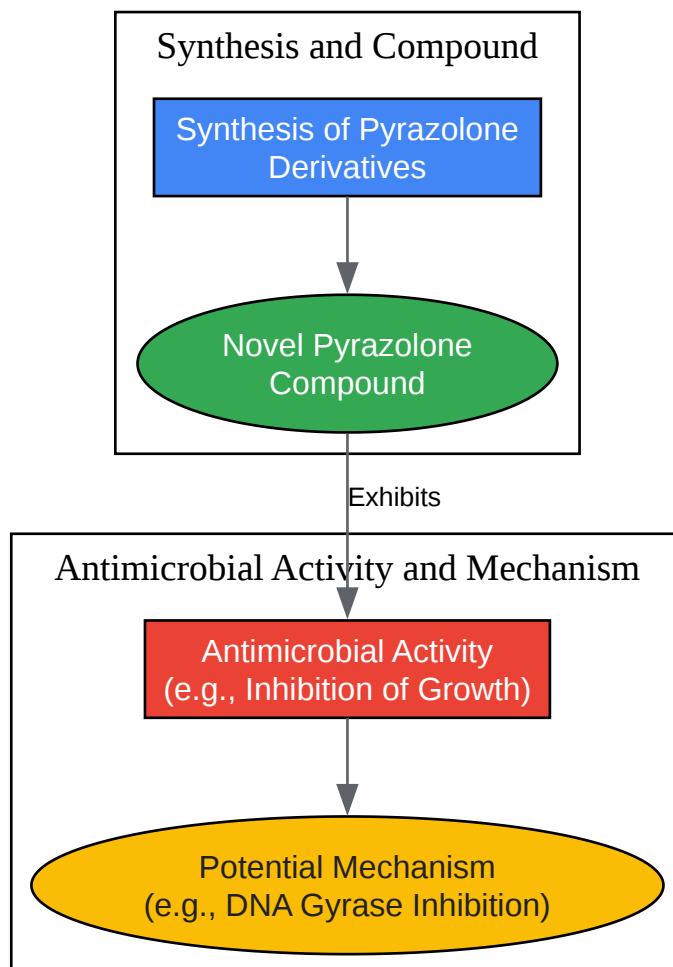 Synthesis and Compound
Synthesis of Pyrazolone
Derivatives
Novel Pyrazolone
Compound
Exhibits
Antimicrobial Activity and Mechanism
Antimicrobial Activity
(e.g., Inhibition of Growth)
Potential Mechanism
(e.g., DNA Gyrase Inhibition)